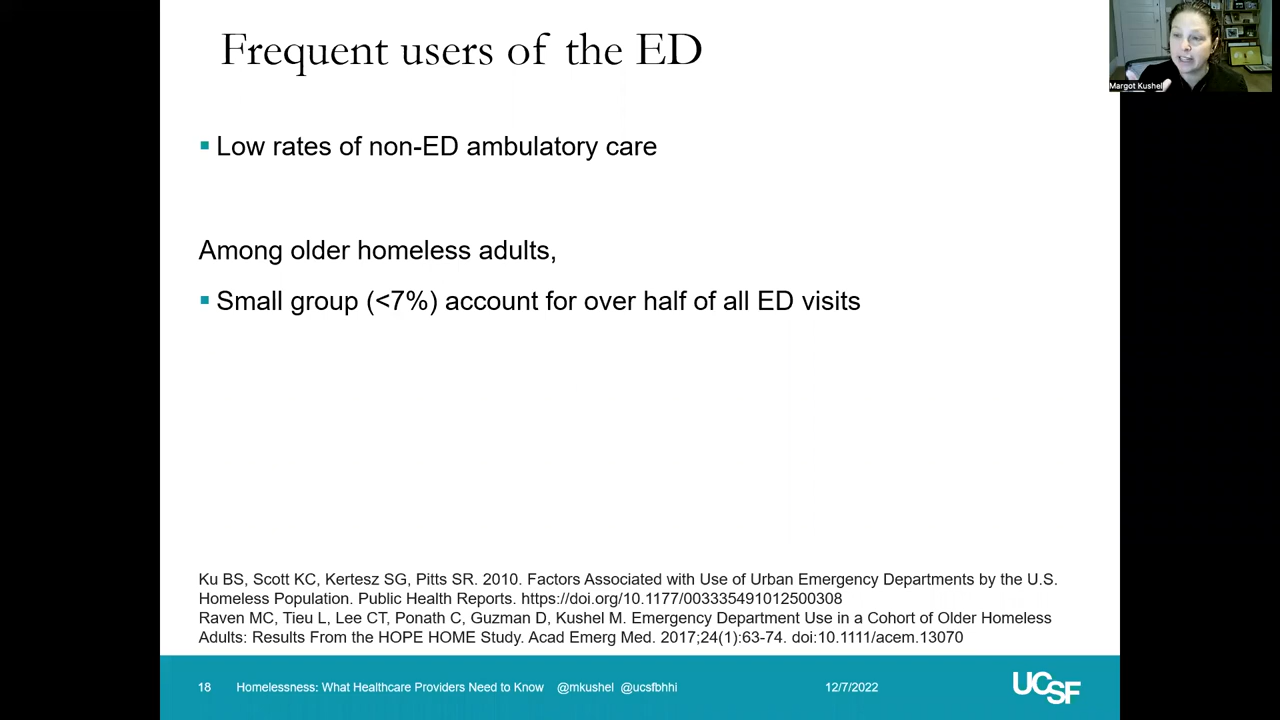 Frequent users of the ED
Margot Kushel
▪ Low rates of non-ED ambulatory care
Among older homeless adults,
▪ Small group (<7%) account for over half of all ED visits
Ku BS, Scott KC, Kertesz SG, Pitts SR. 2010. Factors Associated with Use of Urban Emergency Departments by the U.S.
Homeless Population. Public Health Reports. https://doi.org/10.1177/003335491012500308
Raven MC, Tieu L, Lee CT, Ponath C, Guzman D, Kushel M. Emergency Department Use in a Cohort of Older Homeless
Adults: Results From the HOPE HOME Study. Acad Emerg Med. 2017;24(1):63-74. doi:10.1111/acem.13070
18 Homelessness: What Healthcare Providers Need to Know @mkushel @ucsfbhhi 12/7/2022 UCSF